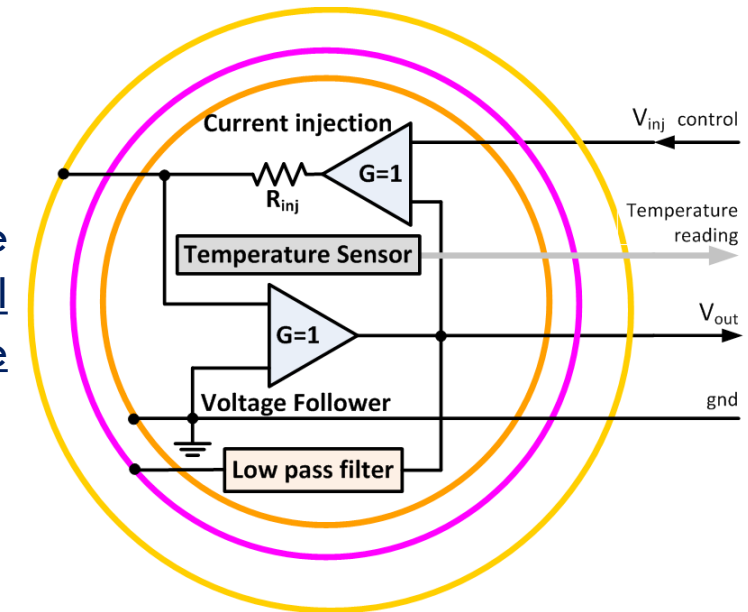 Current injection
V_inj control
G=1
R_inj
Temperature
reading
Temperature Sensor
e
l
e
G=1
V_out
Voltage Follower
gnd
Low pass filter